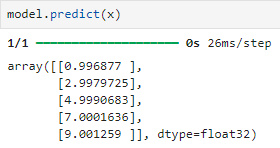 model.predict(x)
1/1 ━━━━━━━━━━━━━━━━━━━━ 0s 26ms/step
array([[0.996877 ],
[2.9979725],
[4.9990683],
[7.0001636],
[9.001259 ]], dtype=float32)